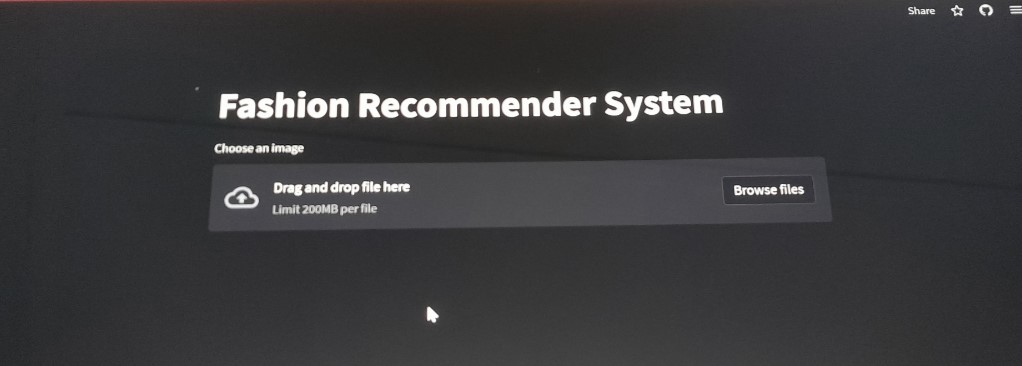 Share
Fashion Recommender System
Choose an image
Drag and drop file here
Limit 200MB per file
Browse files